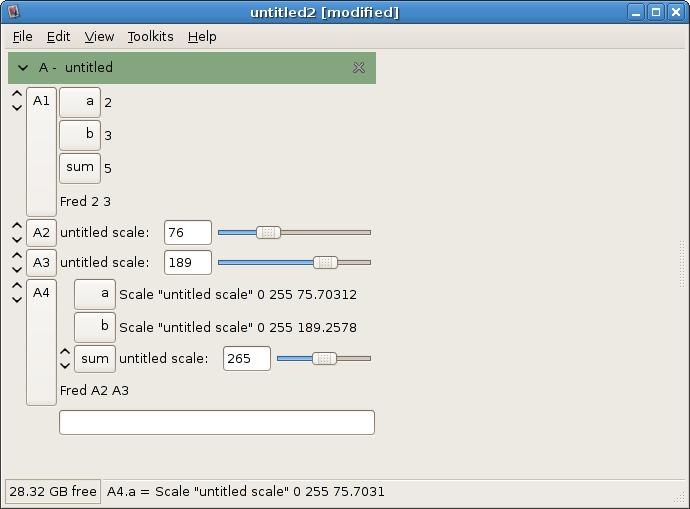 untitled2 [modified]
File Edit View Toolkits Help
A - untitled
A1 a 2
b 3
sum 5
Fred 2 3
A2 untitled scale: 76
A3 untitled scale: 189
A4 a Scale "untitled scale" 0 255 75.70312
b Scale "untitled scale" 0 255 189.2578
sum untitled scale: 265
Fred A2 A3
28.32 GB free A4.a = Scale "untitled scale" 0 255 75.7031